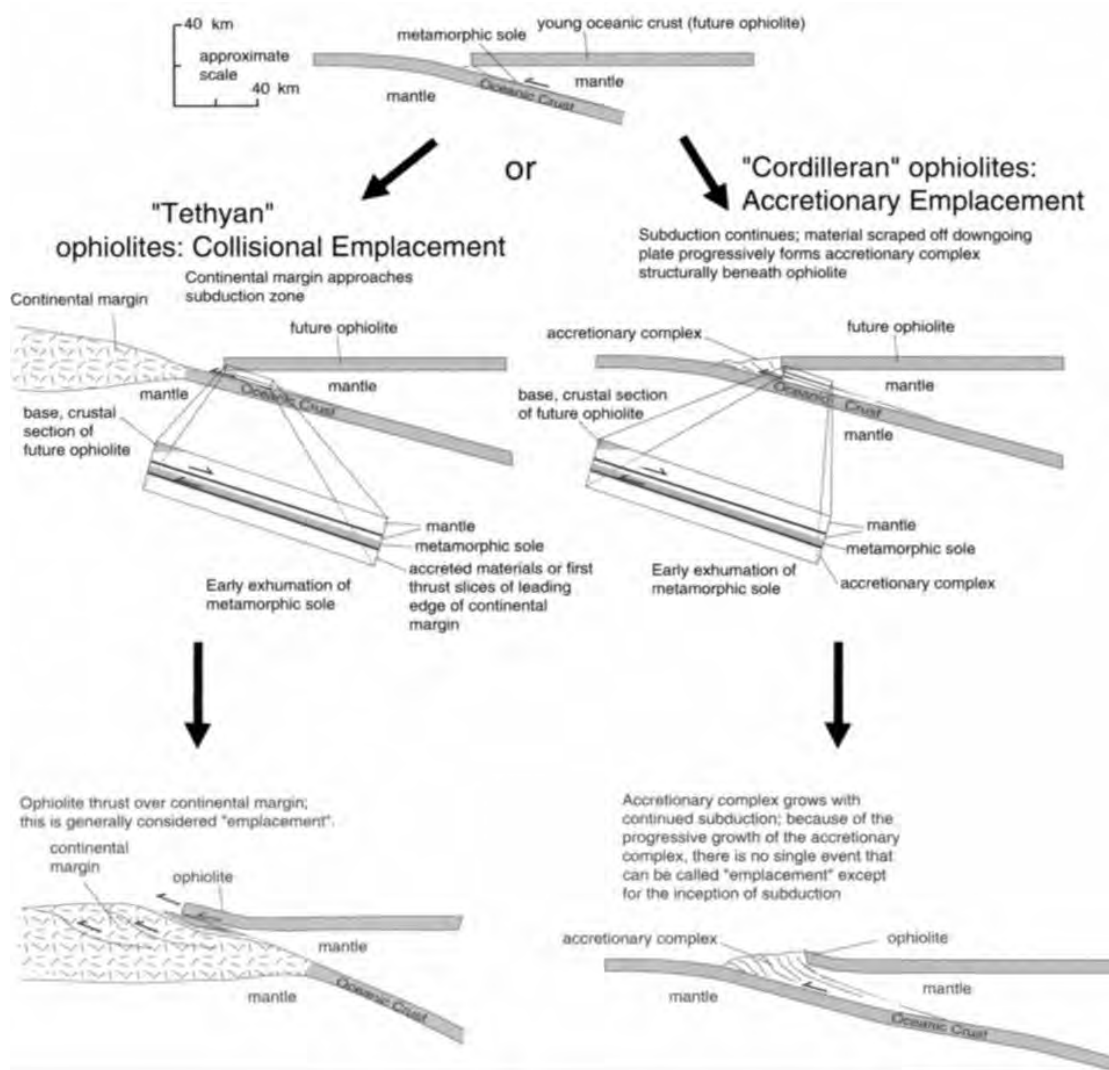 40 km
approximate
scale
40 km
metamorphic sole
young oceanic crust (future ophiolite)
mantle
mantle
Oceanic Crust
or
"Tethyan"
ophiolites: Collisional Emplacement
Continental margin approaches
subduction zone
Continental margin
future ophiolite
mantle
mantle
Oceanic Crust
base, crustal
section of
future ophiolite
mantle
metamorphic sole
accreted materials or first
thrust slices of leading
edge of continental
margin
Early exhumation of
metamorphic sole
"Cordilleran" ophiolites:
Accretionary Emplacement
Subduction continues; material scraped off downgoing
plate progressively forms accretionary complex
structurally beneath ophiolite
accretionary complex
future ophiolite
mantle
Oceanic Crust
mantle
base, crustal section
of future ophiolite
mantle
metamorphic sole
accretionary complex
Early exhumation of
metamorphic sole
Ophiolite thrust over continental margin;
this is generally considered "emplacement".
continental
margin
ophiolite
mantle
mantle
Oceanic Crust
Accretionary complex grows with
continued subduction; because of the
progressive growth of the accretionary
complex, there is no single event that
can be called "emplacement" except
for the inception of subduction
accretionary complex
ophiolite
mantle
mantle
Oceanic Crust